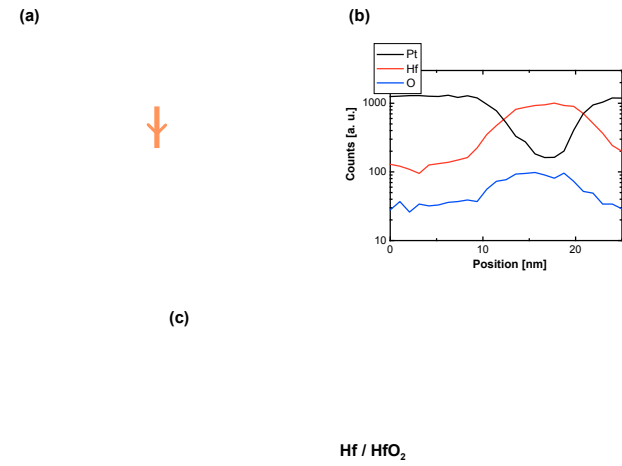 (a)
(b)
Pt
Hf
O
1000
100
10
Counts [a. u.]
0
10
20
Position [nm]
(c)
Hf / HfO₂